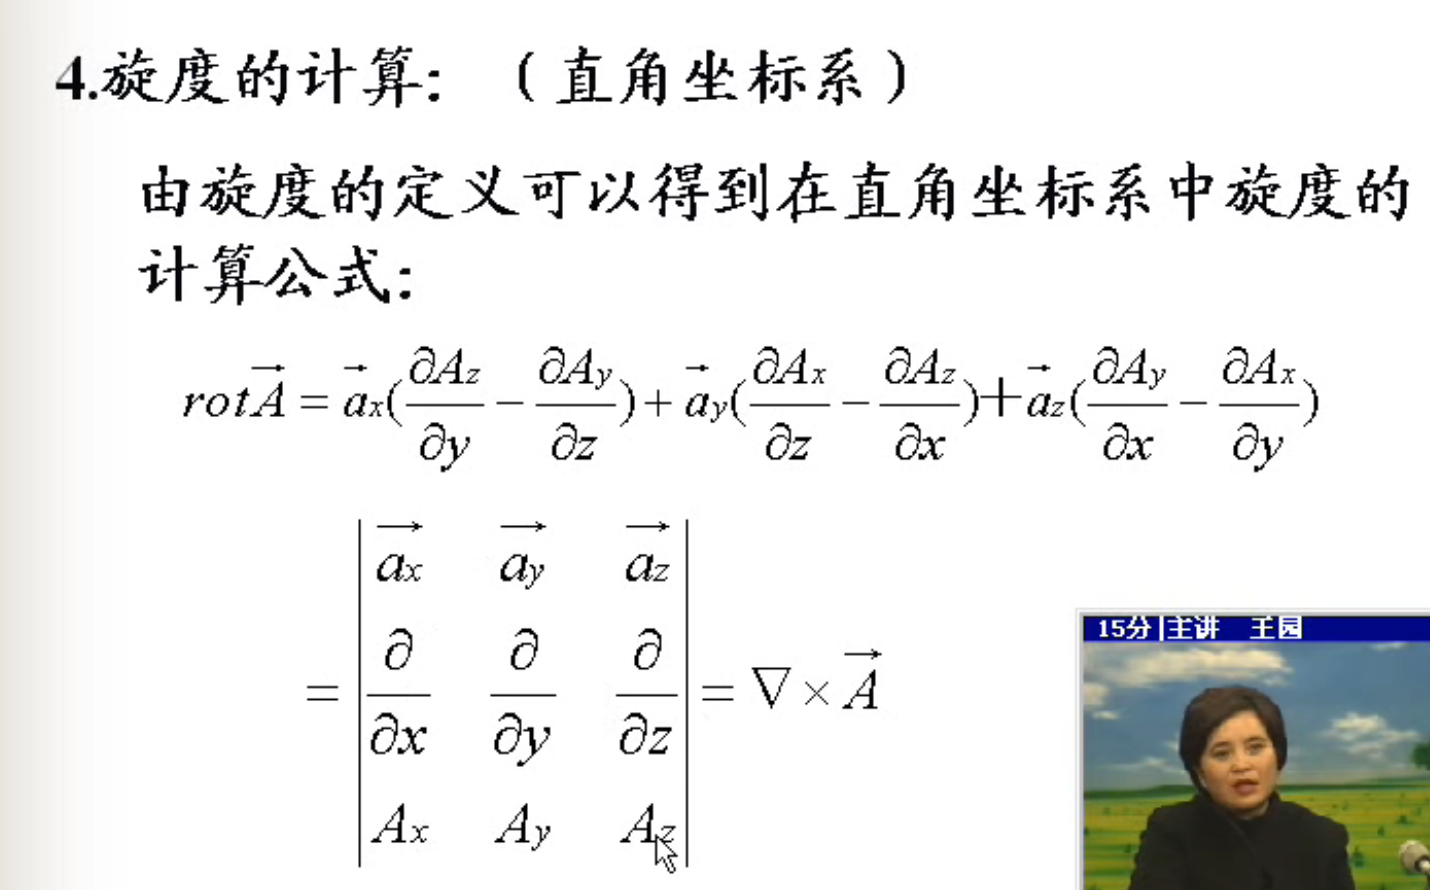 4.旋度的计算：（直角坐标系）
由旋度的定义可以得到在直角坐标系中旋度的
计算公式：
$rot\vec{A} = \vec{a}_x(\frac{\partial A_z}{\partial y} - \frac{\partial A_y}{\partial z}) + \vec{a}_y(\frac{\partial A_x}{\partial z} - \frac{\partial A_z}{\partial x}) + \vec{a}_z(\frac{\partial A_y}{\partial x} - \frac{\partial A_x}{\partial y})$
$= \begin{vmatrix} \vec{a_x} & \vec{a_y} & \vec{a_z} \\ \frac{\partial}{\partial x} & \frac{\partial}{\partial y} & \frac{\partial}{\partial z} \\ A_x & A_y & A_z \end{vmatrix} = \nabla \times \vec{A}$
15分|主讲 王园